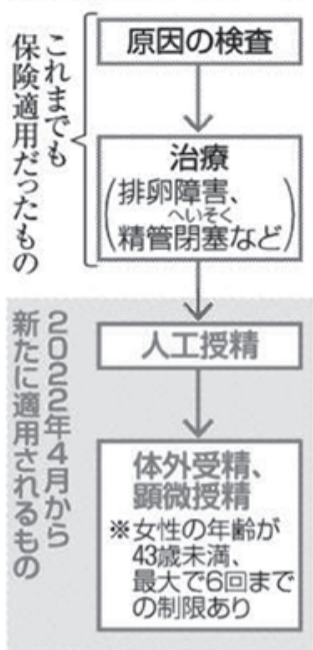 これまでも
保険適用だったもの
原因の検査
治療
(排卵障害、
へいそく
精管閉塞など)
2022年4月から
新たに適用されるもの
人工授精
体外受精、
顕微授精
※女性の年齢が
43歳未満、
最大で6回まで
の制限あり